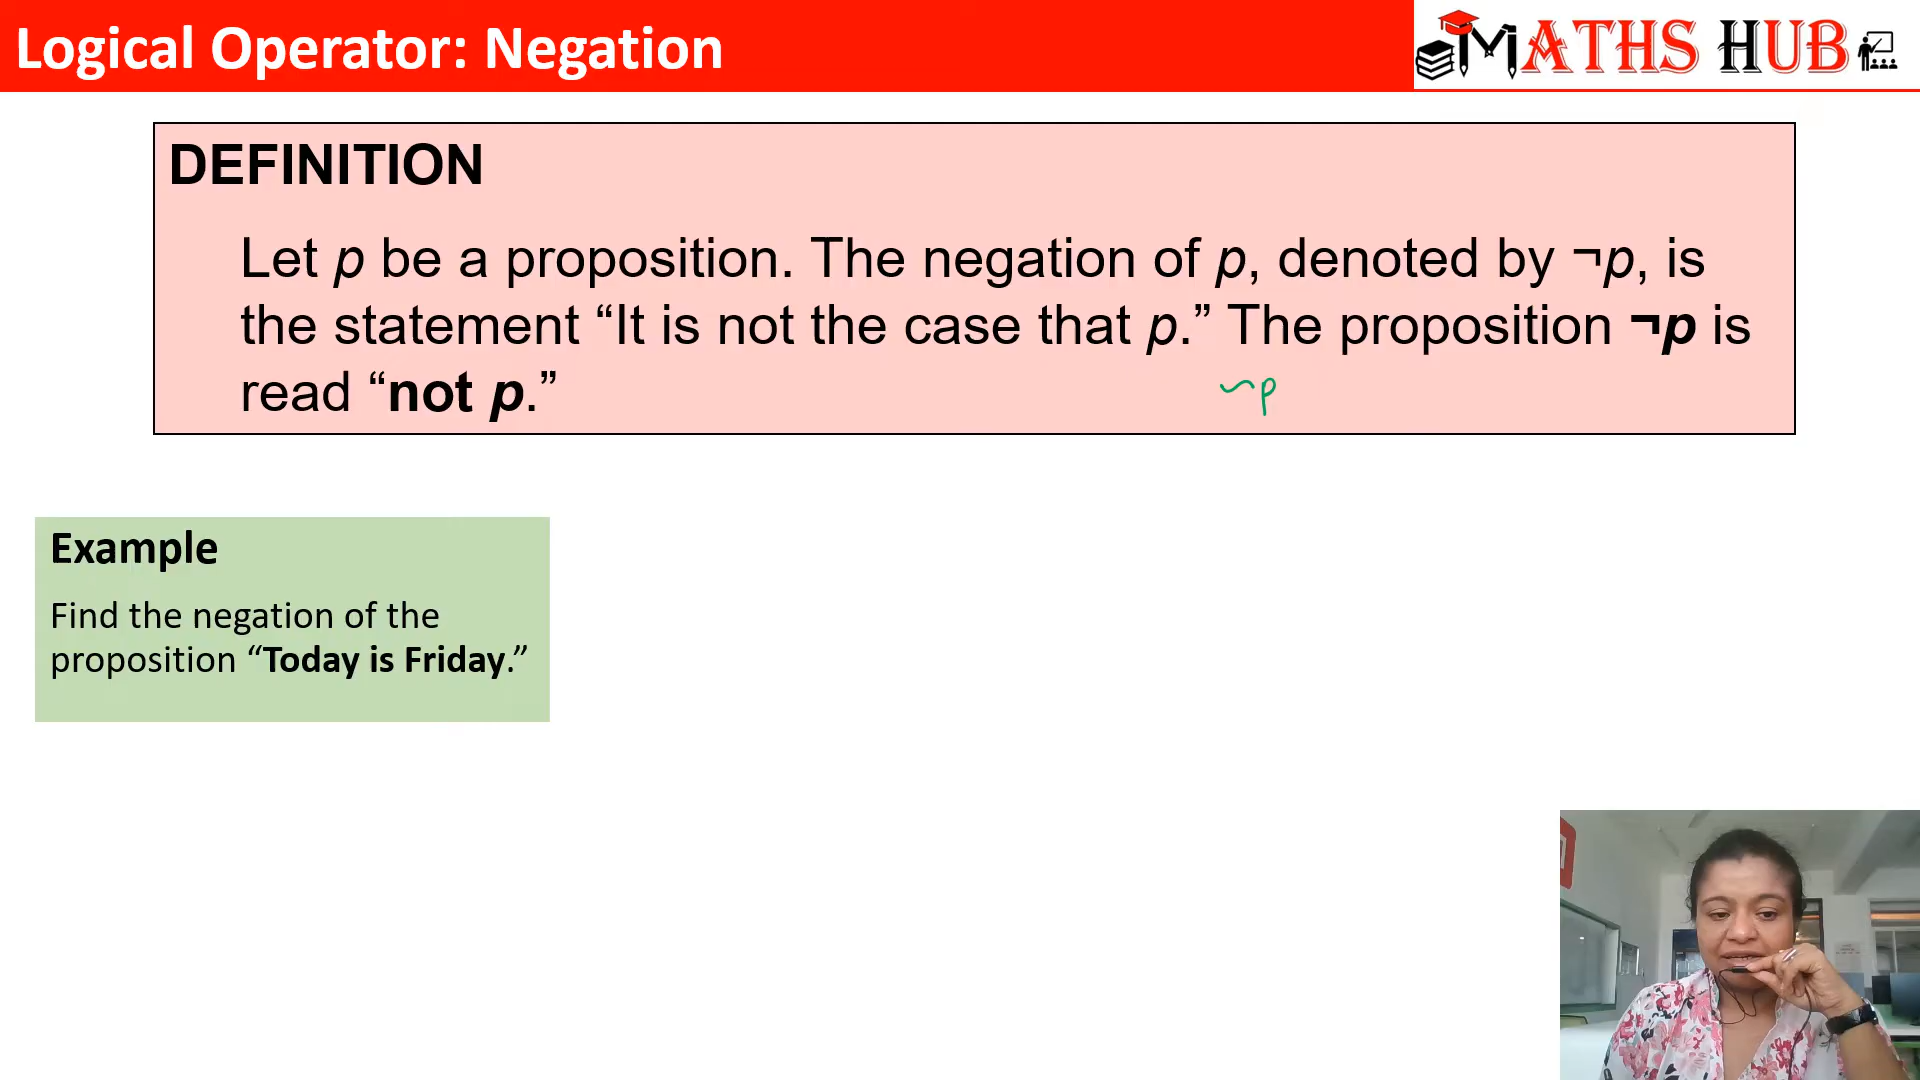 Logical Operator: Negation
MATHS HUB
DEFINITION
Let p be a proposition. The negation of p, denoted by ¬p, is
the statement “It is not the case that p.” The proposition ¬p is
read “not p.”
~p
Example
Find the negation of the
proposition “Today is Friday.”